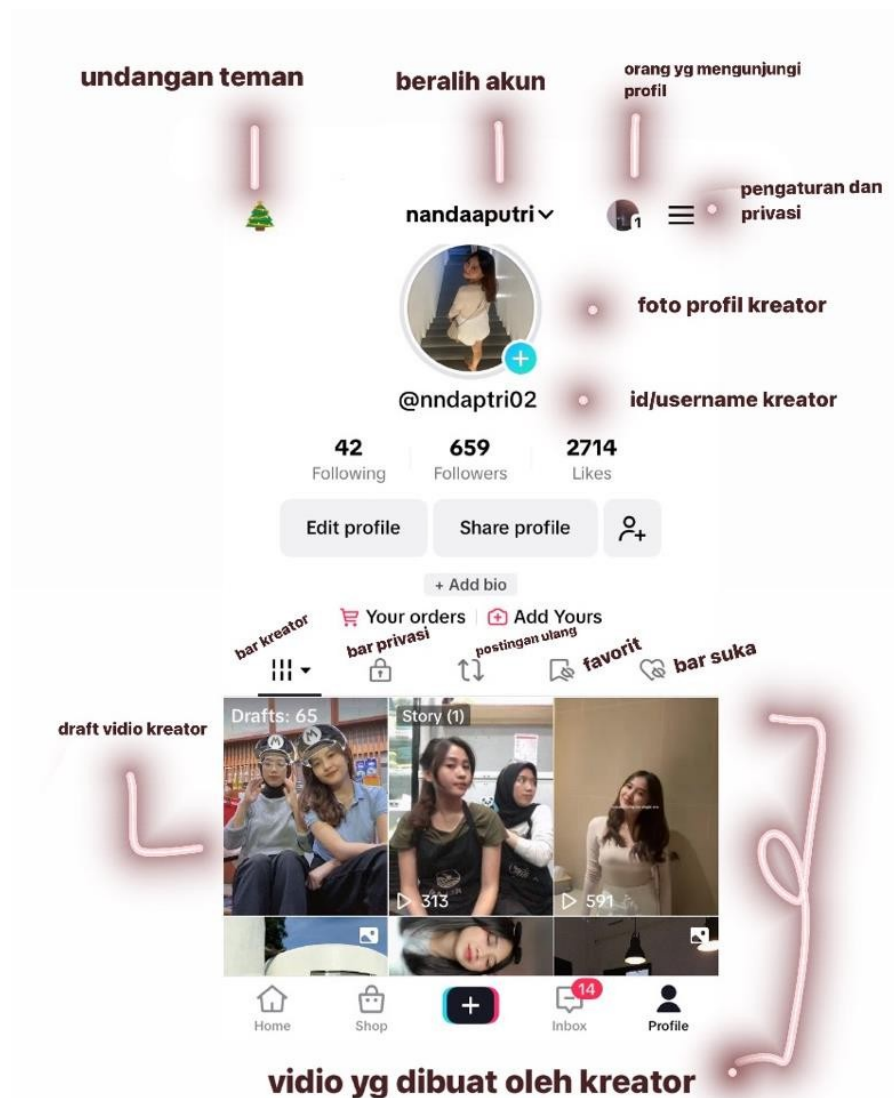 undangan teman
beralih akun
orang yg mengunjungi
profil
pengaturan dan
privasi
nandaaputri
1
foto profil kreator
@nndaptri02
id/username kreator
42
Following
659
Followers
2714
Likes
Edit profile
Share profile
+ Add bio
Your orders
Add Yours
bar kreator
bar privasi
postingan ulang
favorit
bar suka
draft vidio kreator
Drafts: 65
Story (1)
M
M
313
591
Home
Shop
14
Inbox
Profile
vidio yg dibuat oleh kreator